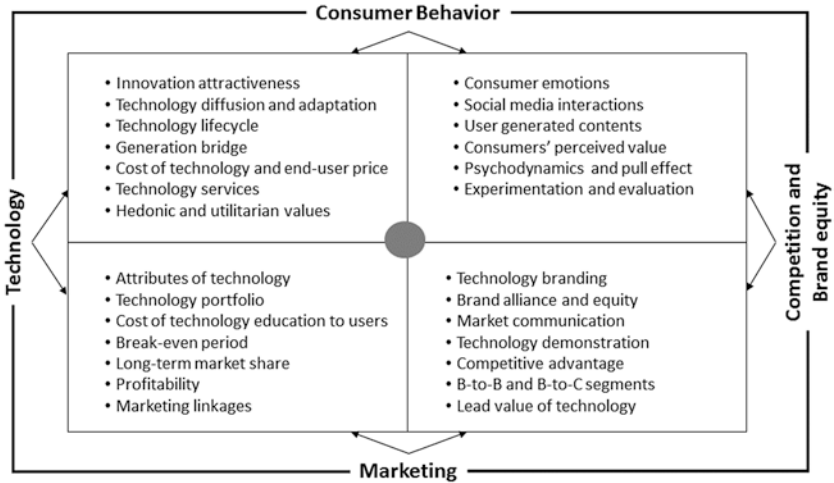 Consumer Behavior
• Innovation attractiveness
• Technology diffusion and adaptation
• Technology lifecycle
• Generation bridge
• Cost of technology and end-user price
• Technology services
• Hedonic and utilitarian values
• Consumer emotions
• Social media interactions
• User generated contents
• Consumers' perceived value
• Psychodynamics and pull effect
• Experimentation and evaluation
Technology
Competition and
Brand equity
• Attributes of technology
• Technology portfolio
• Cost of technology education to users
• Break-even period
• Long-term market share
• Profitability
• Marketing linkages
• Technology branding
• Brand alliance and equity
• Market communication
• Technology demonstration
• Competitive advantage
• B-to-B and B-to-C segments
• Lead value of technology
Marketing